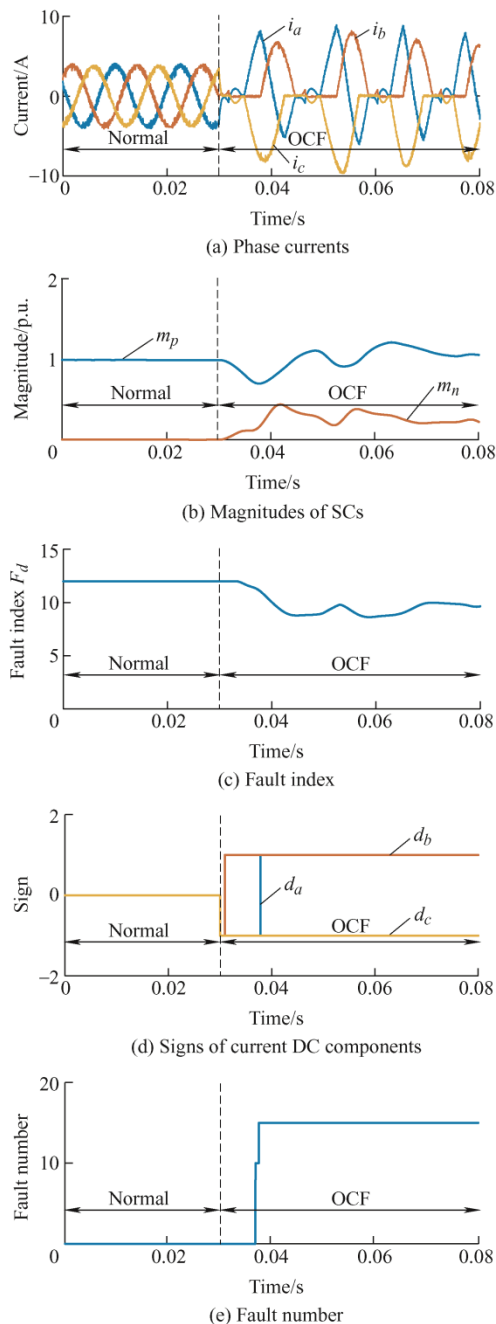 10
i_a
i_b
Current/A
0
Normal
OCF
i_c
−10
0
0.02
0.04
0.06
0.08
Time/s
(a) Phase currents
2
Magnitude/p.u.
m_p
1
Normal
OCF
m_n
0
0.02
0.04
0.06
0.08
Time/s
(b) Magnitudes of SCs
15
Fault index F_d
10
5
Normal
OCF
0
0.02
0.04
0.06
0.08
Time/s
(c) Fault index
2
d_b
Sign
0
d_a
Normal
OCF
d_c
−2
0
0.02
0.04
0.06
0.08
Time/s
(d) Signs of current DC components
20
Fault number
10
Normal
OCF
0
0.02
0.04
0.06
0.08
Time/s
(e) Fault number